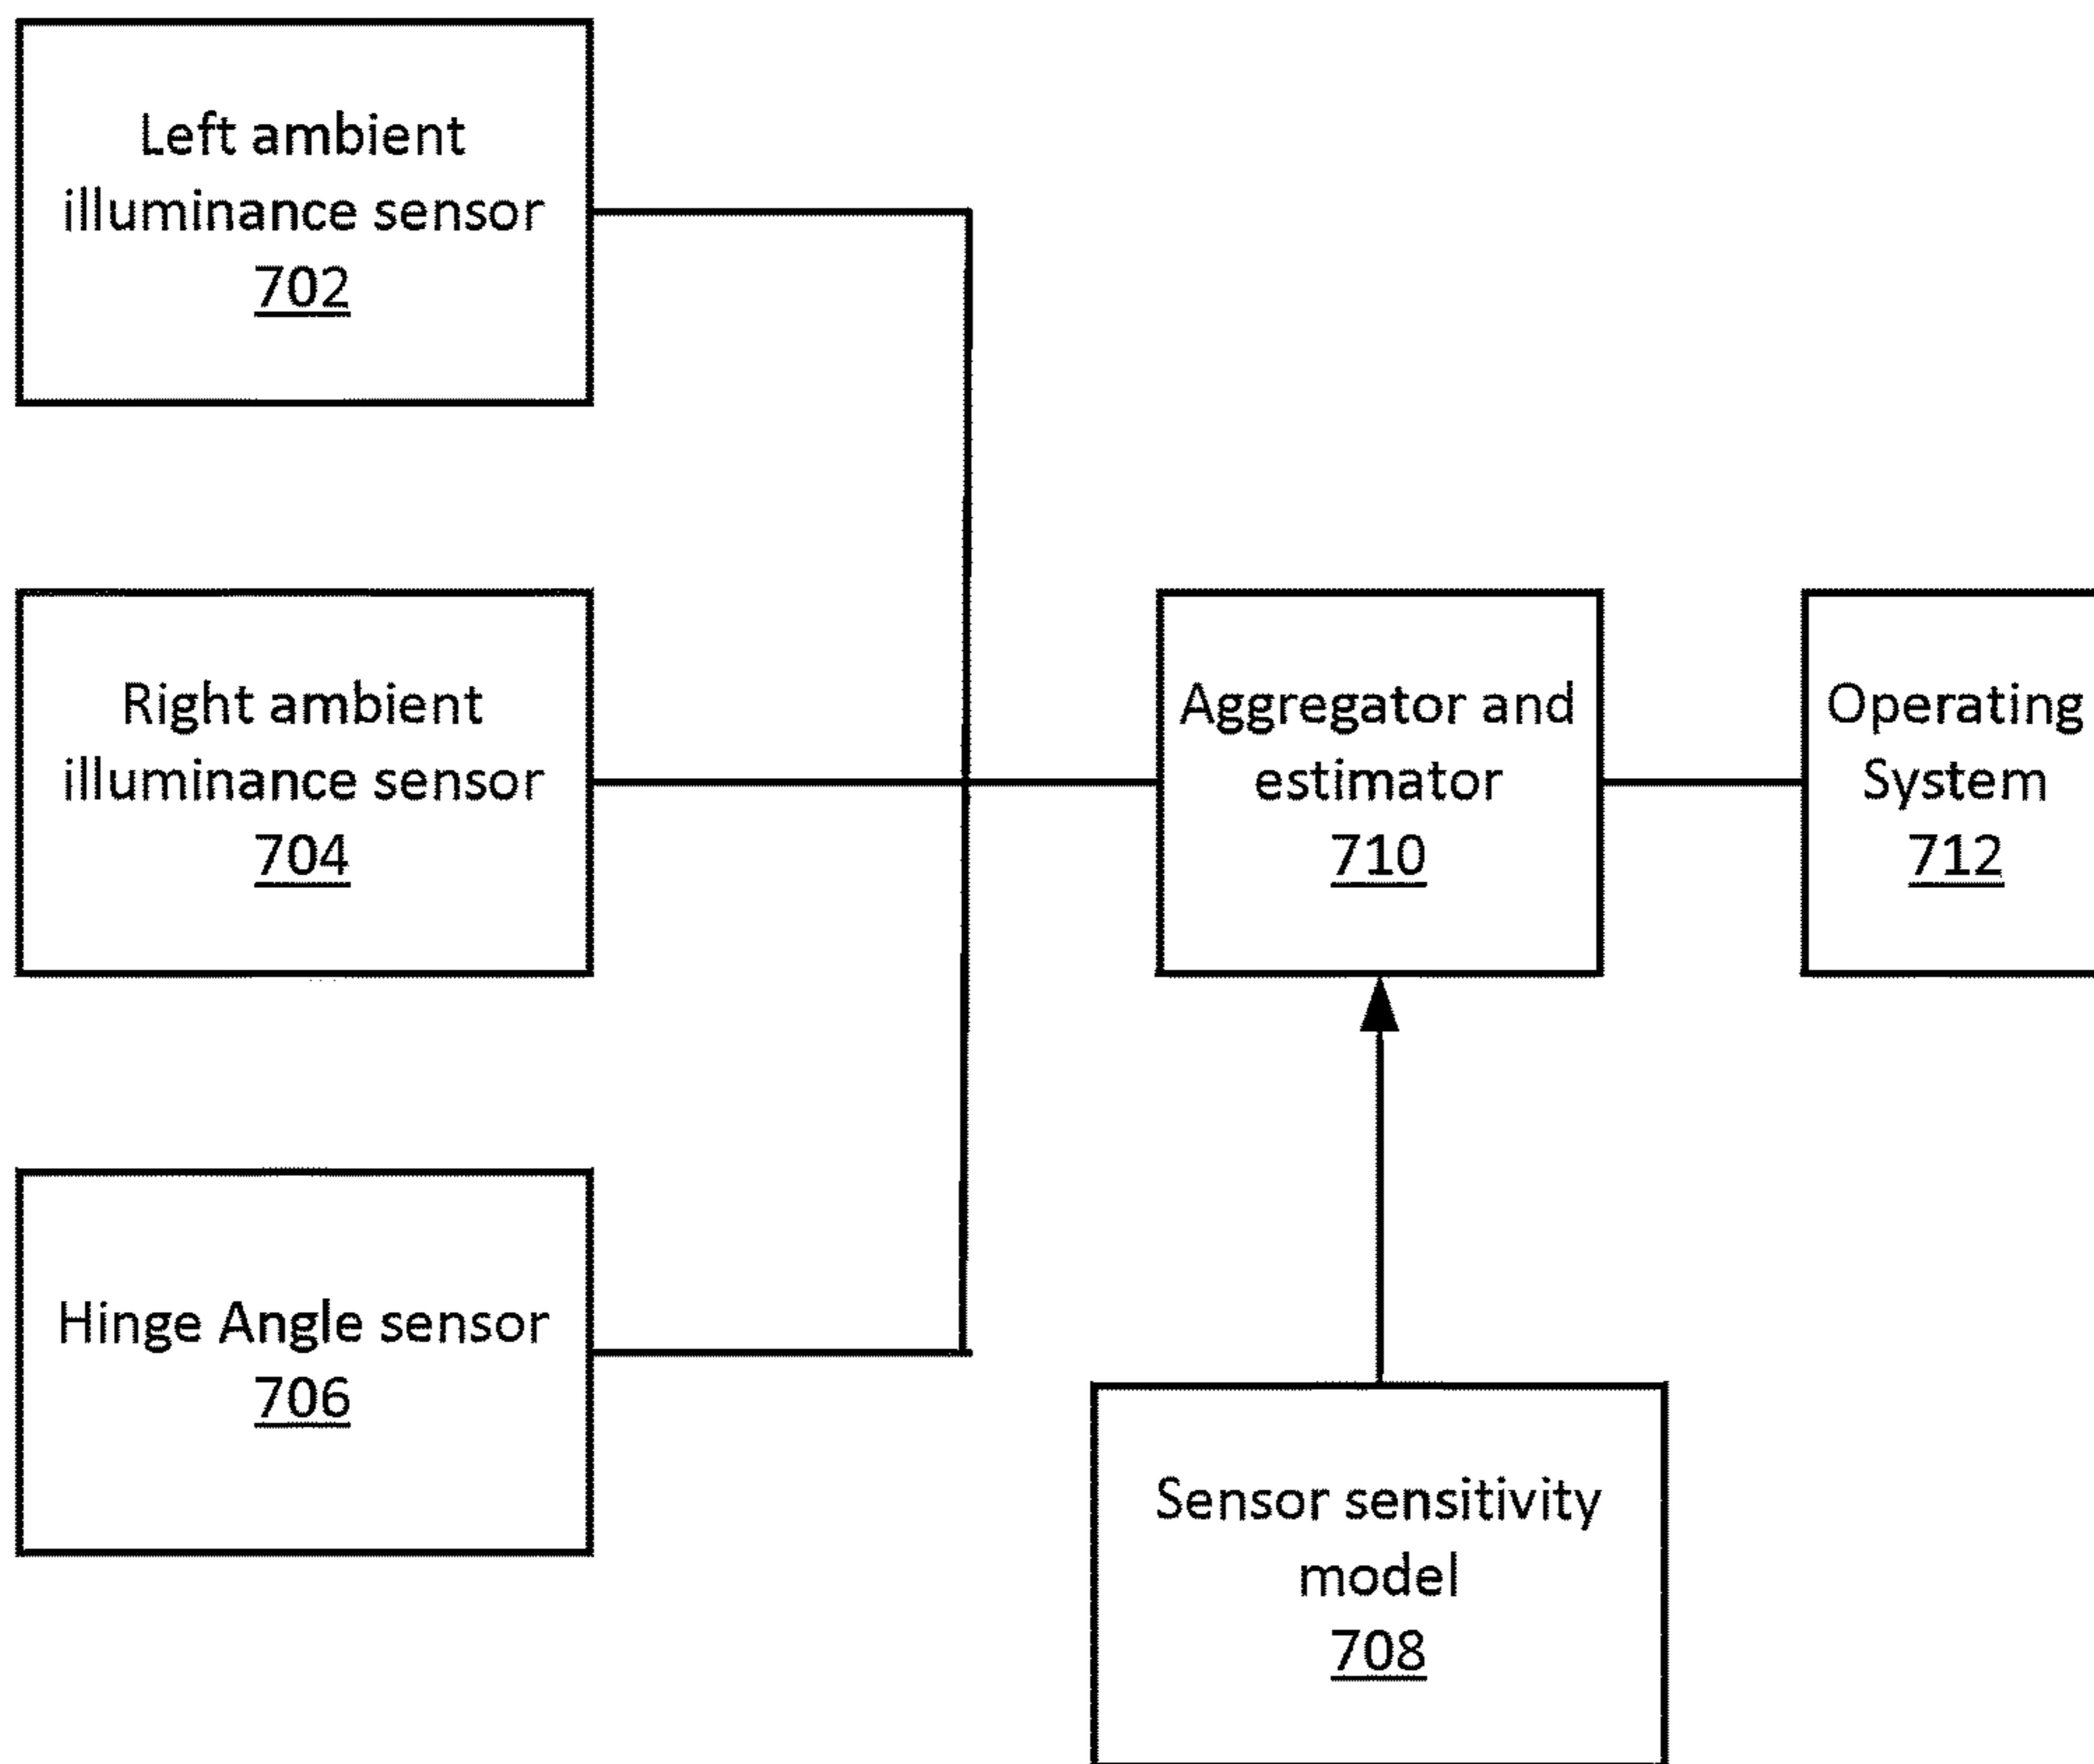 Left ambient
illuminance sensor
702
Right ambient
illuminance sensor
704
Aggregator and
estimator
710
Operating
System
712
Hinge Angle sensor
706
Sensor sensitivity
model
708